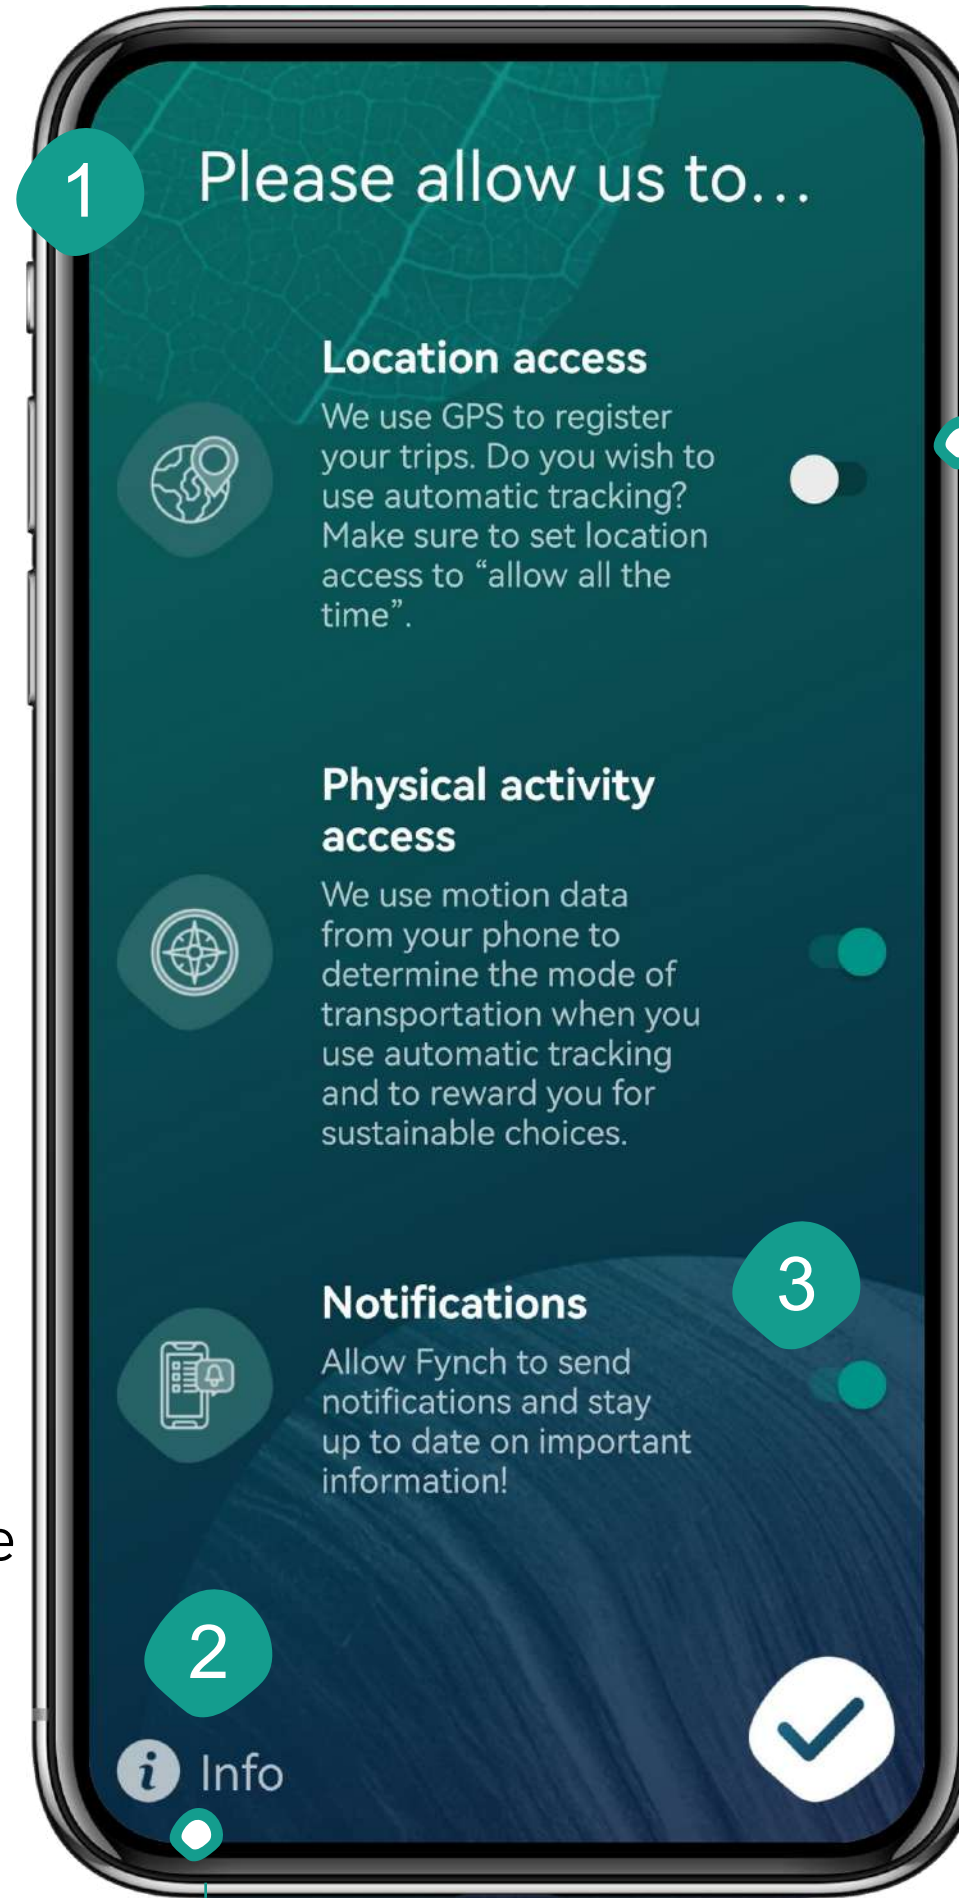 1
Please allow us to...
Location access
We use GPS to register
your trips. Do you wish to
use automatic tracking?
Make sure to set location
access to “allow all the
time”.
Physical activity
access
We use motion data
from your phone to
determine the mode of
transportation when you
use automatic tracking
and to reward you for
sustainable choices.
3
Notifications
Allow Fynch to send
notifications and stay
up to date on important
information!
e
2
i Info